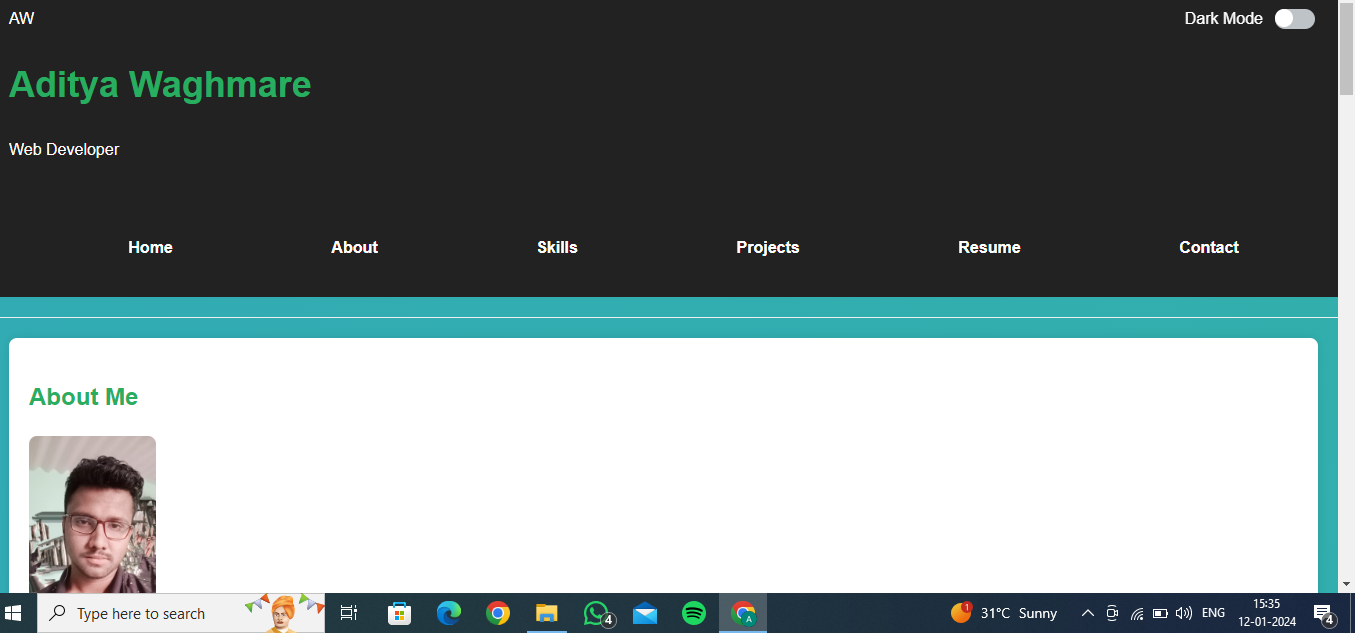 AW
Dark Mode
Aditya Waghmare
Web Developer
Home About Skills Projects Resume Contact
About Me
Type here to search
4
A
1
31°C Sunny
ENG
15:35
12-01-2024
4